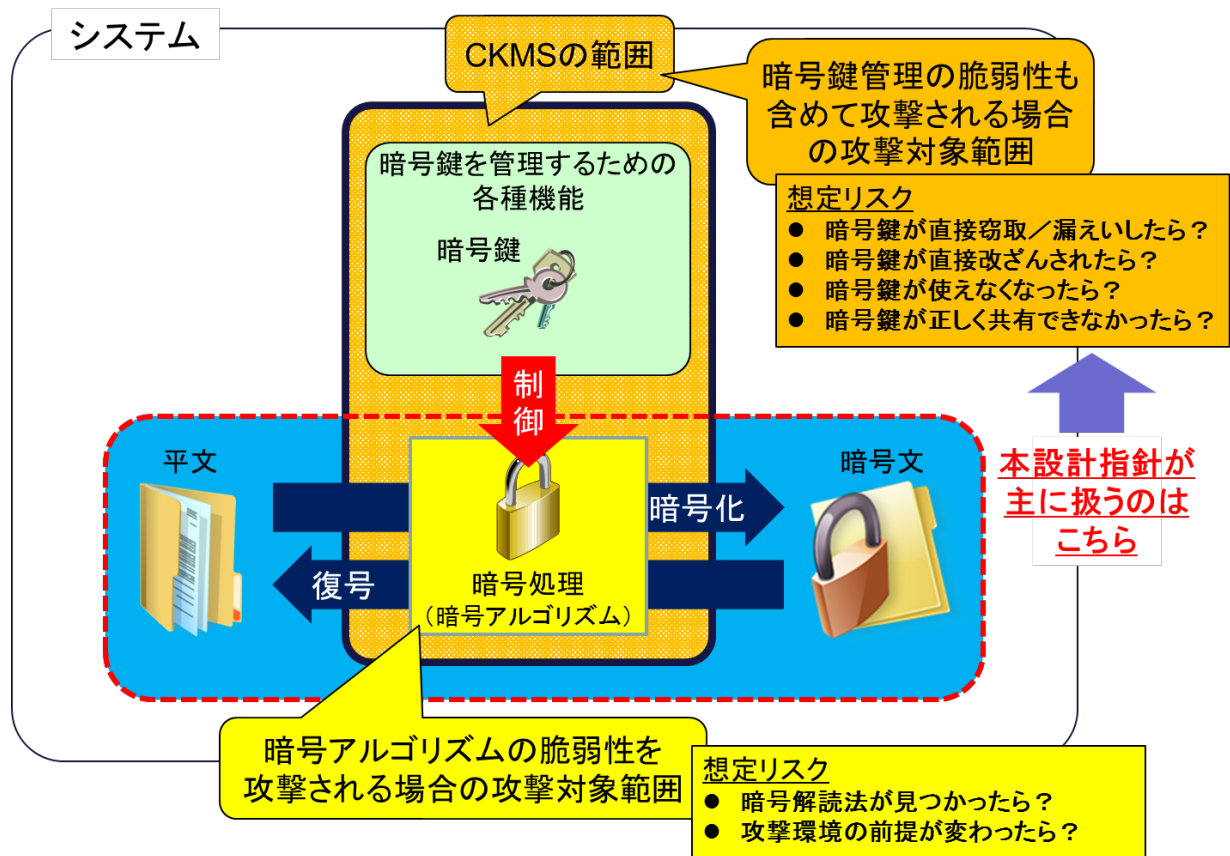 システム
CKMSの範囲
暗号鍵管理の脆弱性も
含めて攻撃される場合
の攻撃対象範囲
想定リスク
● 暗号鍵が直接窃取／漏えいしたら？
● 暗号鍵が直接改ざんされたら？
● 暗号鍵が使えなくなったら？
● 暗号鍵が正しく共有できなかったら？
暗号鍵を管理するための
各種機能
暗号鍵
制
御
本設計指針が
主に扱うのは
こちら
平文
暗号文
暗号化
復号
暗号処理
（暗号アルゴリズム）
暗号アルゴリズムの脆弱性を
攻撃される場合の攻撃対象範囲
想定リスク
● 暗号解読法が見つかったら？
● 攻撃環境の前提が変わったら？